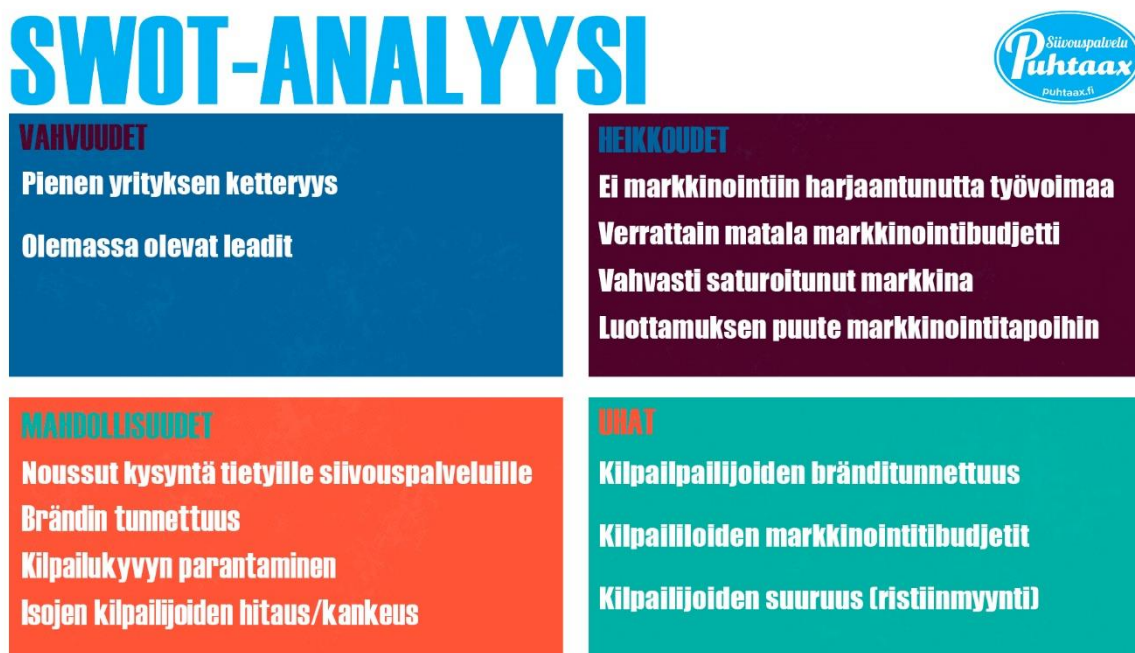 SWOT-ANALYYSI
Siivouspalvelu
Puhtaax
puhtaax.fi
VAHVUUDET
Pienen yrityksen ketteryys
Olemassa olevat leadit
HEIKKOUDET
Ei markkinointiin harjaantunutta työvoimaa
Verrattain matala markkinointibudjetti
Vahvasti saturoitunut markkina
Luottamuksen puute markkinointitapoihin
MAHDOLLISUUDET
Noussut kysyntä tietyille siivouspalveluille
Brändin tunnettuus
Kilpailukyvyn parantaminen
Isojen kilpailijoiden hitaus/kankeus
UHAT
Kilpailpailijoiden bränditunnettuus
Kilpaililoiden markkinointitibudjetit
Kilpailijoiden suuruus (ristiinmyynti)